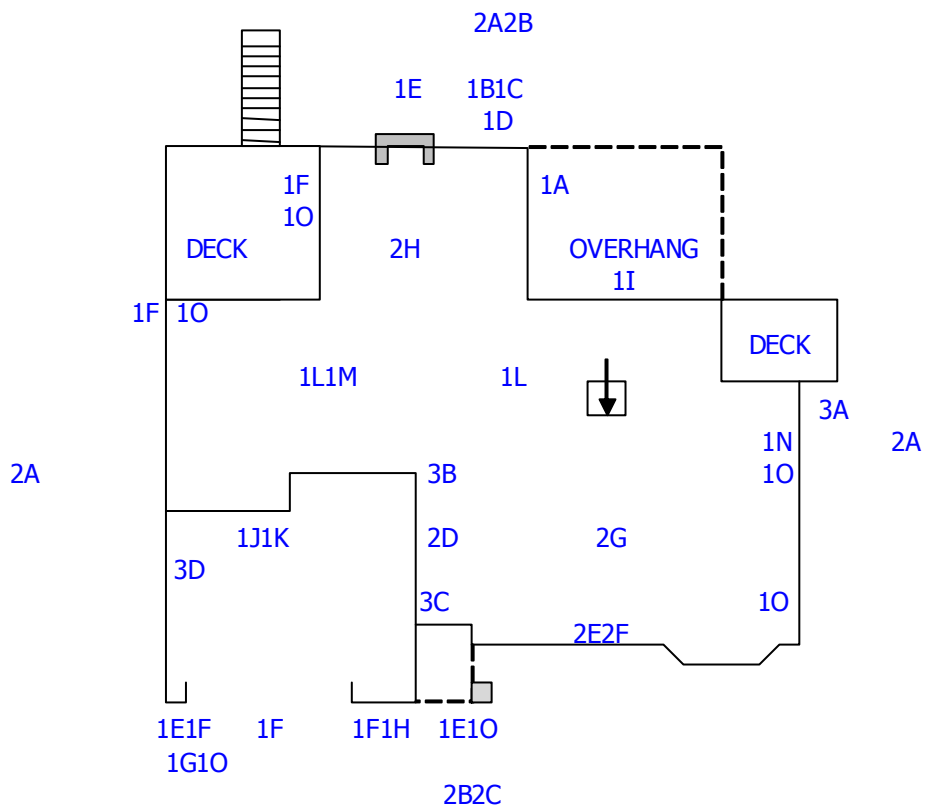 2A2B
1E 1B1C
1D
1F 1A
1O
DECK 2H OVERHANG
1I
1F 1O
DECK
1L1M 1L
3A
1N 2A
2A 3B 1O
1J1K 2D 2G
3D
3C 1O
2E2F
1E1F 1F 1F1H 1E1O
1G1O
2B2C